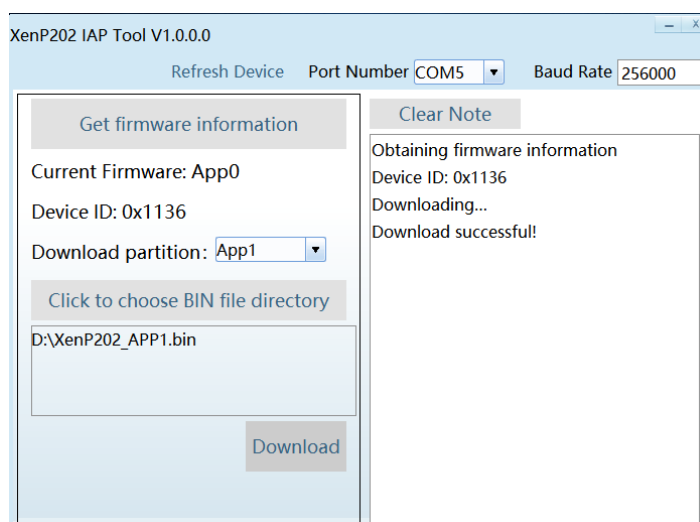 XenP202 IAP Tool V1.0.0.0
Refresh Device Port Number COM5 Baud Rate 256000
Get firmware information
Current Firmware: App0
Device ID: 0x1136
Download partition: App1
Click to choose BIN file directory
D:\XenP202_APP1.bin
Download
Clear Note
Obtaining firmware information
Device ID: 0x1136
Downloading...
Download successful!